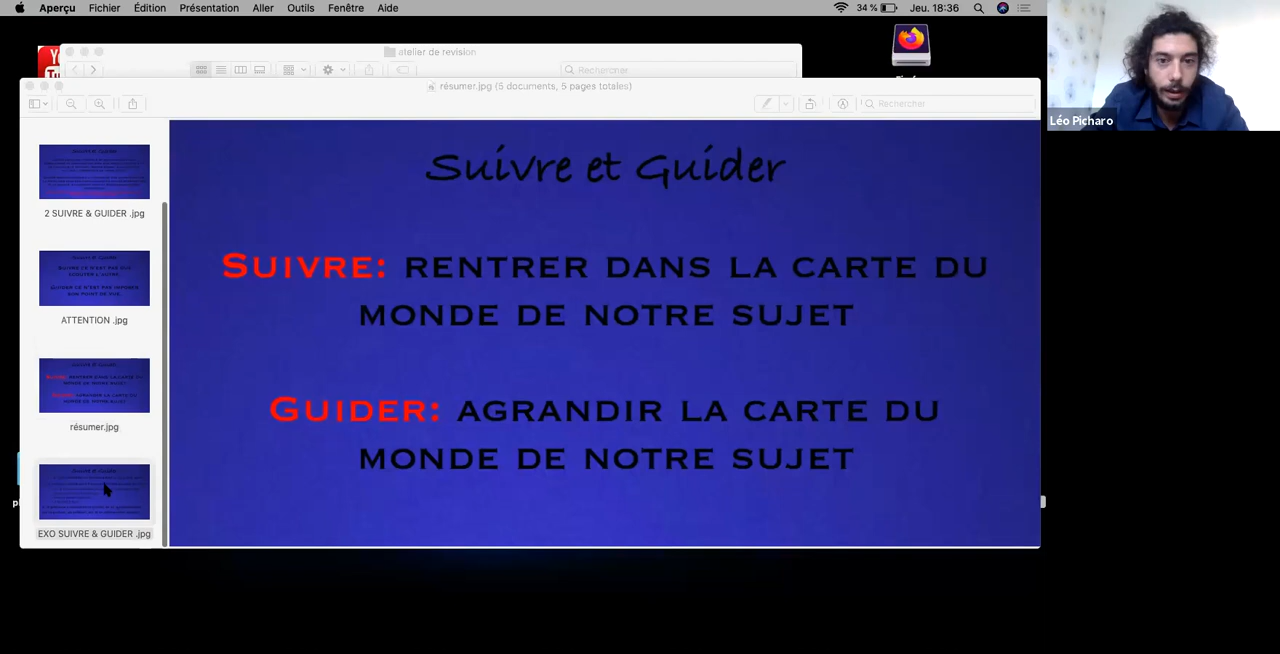 Aperçu Fichier Édition Présentation Aller Outils Fenêtre Aide 34 % Jeu. 18:36
atelier de revision
Rechercher
résumer.jpg (5 documents, 5 pages totales)
Rechercher
Léo Picharo
Suivre et Guider
SUIVRE: RENTRER DANS LA CARTE DU
MONDE DE NOTRE SUJET
GUIDER: AGRANDIR LA CARTE DU
MONDE DE NOTRE SUJET
2 SUIVRE & GUIDER .jpg
ATTENTION .jpg
résumer.jpg
EXO SUIVRE & GUIDER .jpg